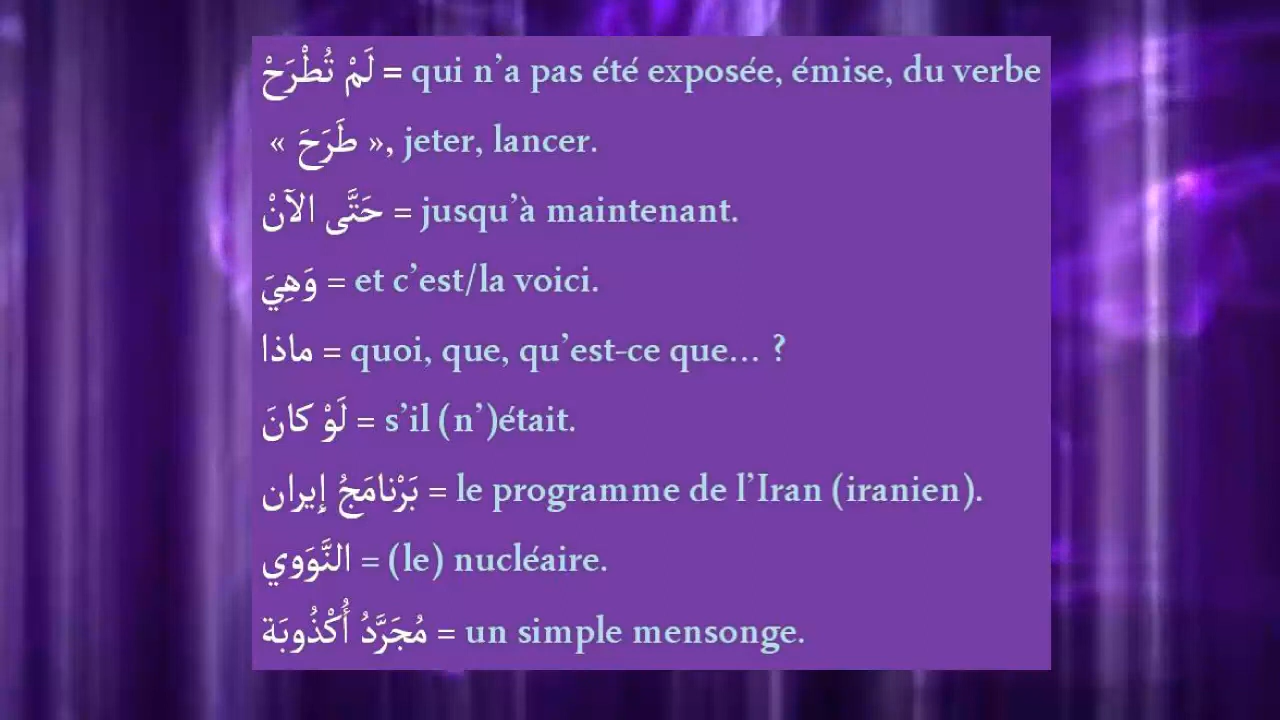 لَمْ تُطْرَحْ = qui n’a pas été exposée, émise, du verbe
« طَرَحَ », jeter, lancer.
حَتَّى الآنْ = jusqu’à maintenant.
وَهِيَ = et c’est/la voici.
ماذا = quoi, que, qu’est-ce que… ?
لَوْ كانَ = s’il (n’)était.
بَرْنامَجُ إيران = le programme de l’Iran (iranien).
النَّوَوي = (le) nucléaire.
مُجَرَّدُ أُكْذُوبَة = un simple mensonge.